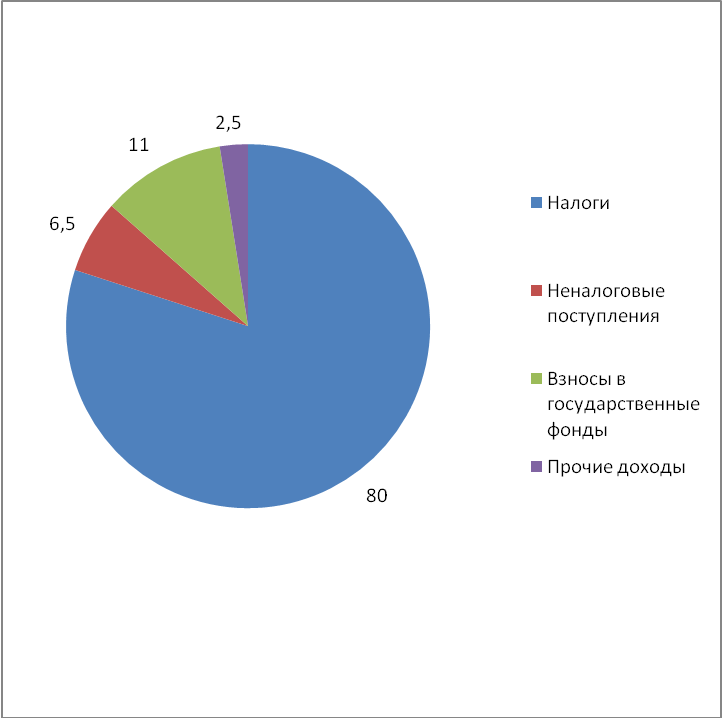 2,5
11
6,5
80
Налоги
Неналоговые
поступления
Взносы в
государственные
фонды
Прочие доходы